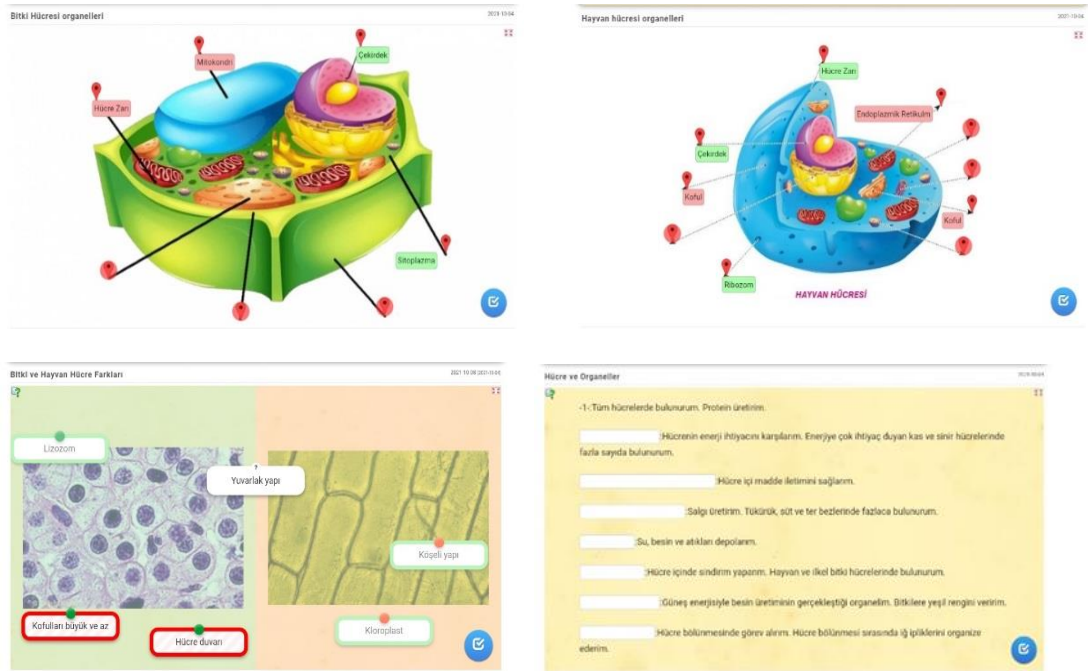 Bitki Hücresi organelleri
Mitokondri
Çekirdek
Hücre Zarı
Sitoplazma
Hayvan hücresi organelleri
Hücre Zarı
Endoplazmik Retikulm
Çekirdek
Koful
Koful
Ribozom
HAYVAN HÜCRESİ
Bitki ve Hayvan Hücre Farkları
Lizozom
?
Yuvarlak yapı
Köşeli yapı
Kofulları büyük ve az
Hücre duvarı
Kloroplast
Hücre ve Organeller
-1-:Tüm hücrelerde bulunurum. Protein üretirim.
:Hücrenin enerji ihtiyacını karşılarım. Enerjiye çok ihtiyaç duyan kas ve sinir hücrelerinde
fazla sayıda bulunurum.
:Hücre içi madde iletimini sağlarım.
:Salgı üretirim. Tükürük, süt ve ter bezlerinde fazlaca bulunurum.
:Su, besin ve atıkları depolarım.
:Hücre içinde sindirim yaparım. Hayvan ve ilkel bitki hücrelerinde bulunurum.
:Güneş enerjisiyle besin üretiminin gerçekleştiği organelim. Bitkilere yeşil rengini veririm.
:Hücre bölünmesinde görev alırım. Hücre bölünmesi sırasında iğ ipliklerini organize
ederim.